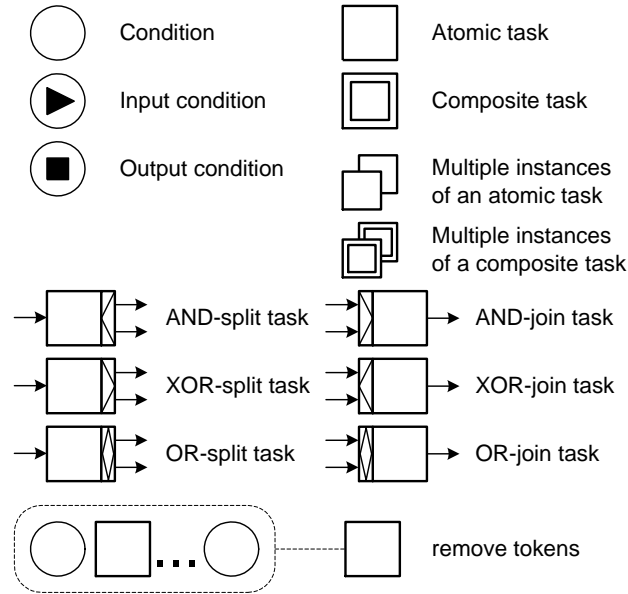 Condition
Atomic task
Input condition
Composite task
Output condition
Multiple instances
of an atomic task
Multiple instances
of a composite task
AND-split task
AND-join task
XOR-split task
XOR-join task
OR-split task
OR-join task
remove tokens